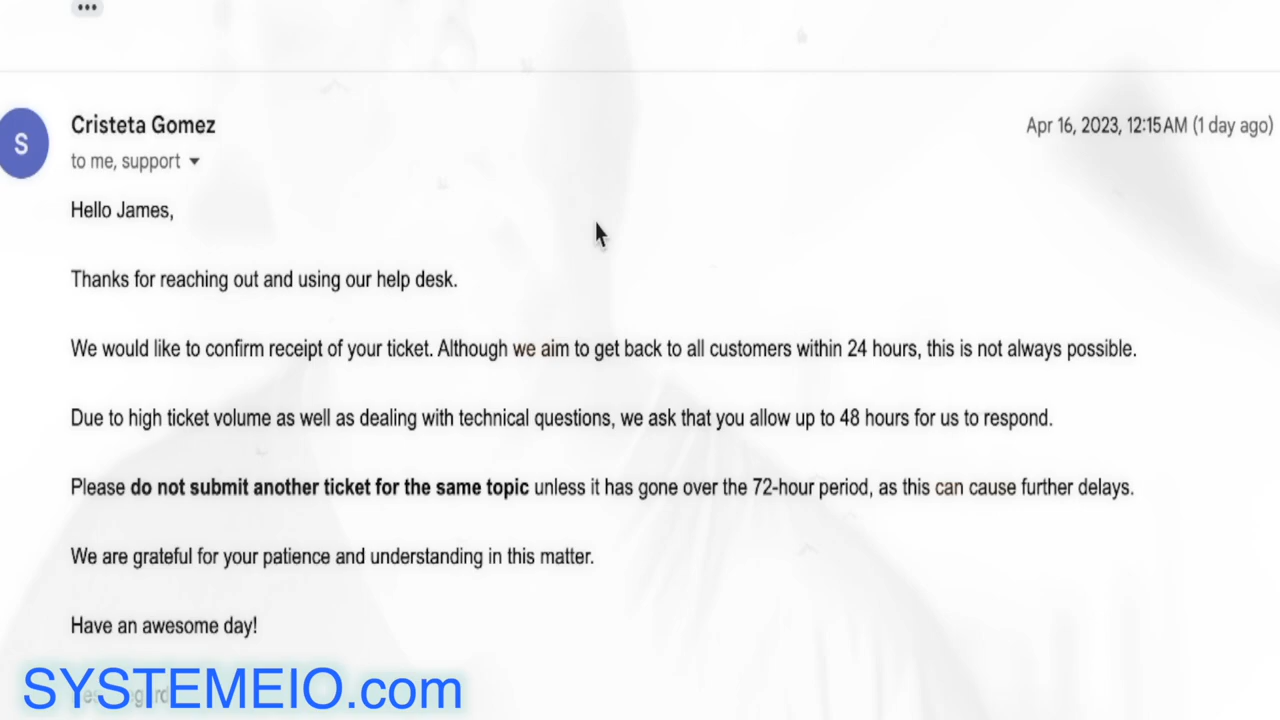 •••
S
Cristeta Gomez
Apr 16, 2023, 12:15 AM (1 day ago)
to me, support
Hello James,
Thanks for reaching out and using our help desk.
We would like to confirm receipt of your ticket. Although we aim to get back to all customers within 24 hours, this is not always possible.
Due to high ticket volume as well as dealing with technical questions, we ask that you allow up to 48 hours for us to respond.
Please do not submit another ticket for the same topic unless it has gone over the 72-hour period, as this can cause further delays.
We are grateful for your patience and understanding in this matter.
Have an awesome day!
SYSTEMEIO.com